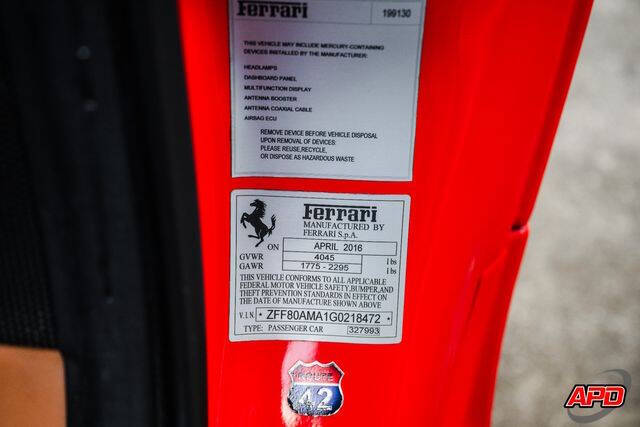 Ferrari 199130
THIS VEHICLE MAY INCLUDE MERCURY-CONTAINING
DEVICES INSTALLED BY THE MANUFACTURER:
HEADLAMPS
DASHBOARD PANEL
MULTIFUNCTION DISPLAY
ANTENNA BOOSTER
ANTENNA COAXIAL CABLE
AIRBAG ECU
REMOVE DEVICE BEFORE VEHICLE DISPOSAL
UPON REMOVAL OF DEVICES:
PLEASE REUSE,RECYCLE,
OR DISPOSE AS HAZARDOUS WASTE
Ferrari
MANUFACTURED BY
FERRARI S.p.A.
ON APRIL 2016
GVWR 4045 lbs
GAWR 1775 - 2295 lbs
THIS VEHICLE CONFORMS TO ALL APPLICABLE
FEDERAL MOTOR VEHICLE SAFETY,BUMPER,AND
THEFT PREVENTION STANDARDS IN EFFECT ON
THE DATE OF MANUFACTURE SHOWN ABOVE
V.I.N. * ZFF80AMA1G0218472 *
TYPE: PASSENGER CAR 327993
ROUTE
42
APD